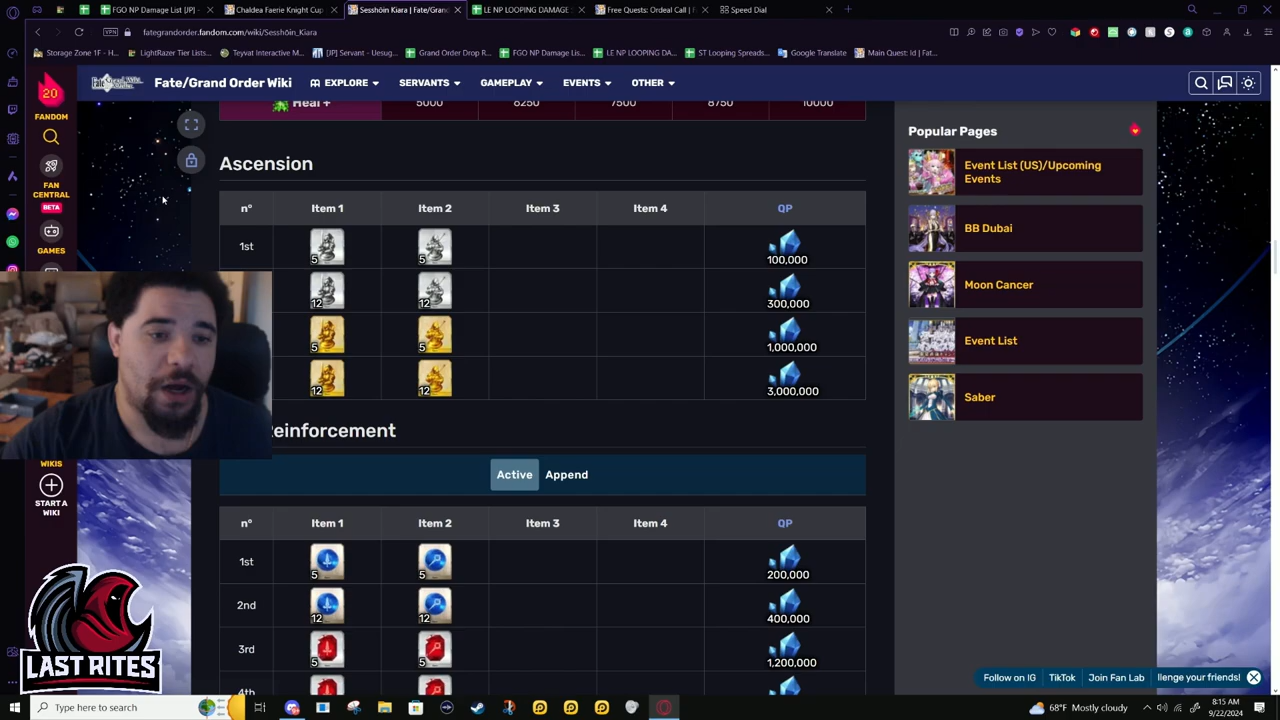 FGO NP Damage List [JP] -
Chaldea Faerie Knight Cup
Sesshōin Kiara | Fate/Gran
LE NP LOOPING DAMAGE
Free Quests: Ordeal Call | F
Speed Dial
VPN
fategrandorder.fandom.com/wiki/Sesshōin_Kiara
Storage Zone 1F - H...
LightRazer Tier Lists...
Teyvat Interactive M...
[JP] Servant - Uesug...
Grand Order Drop R...
FGO NP Damage Lis...
LE NP LOOPING DA...
ST Looping Spreads...
Google Translate
Main Quest: Id | Fat...
20
FANDOM
Fate/Grand Order Wiki
EXPLORE
SERVANTS
GAMEPLAY
EVENTS
OTHER
FAN
CENTRAL
BETA
GAMES
WIKIS
START A
WIKI
Heal +
5000
6250
7500
8750
10000
Ascension
n°
Item 1
Item 2
Item 3
Item 4
QP
1st
5
5
100,000
12
12
300,000
5
5
1,000,000
12
12
3,000,000
einforcement
Active
Append
n°
Item 1
Item 2
Item 3
Item 4
QP
1st
5
5
200,000
2nd
12
12
400,000
3rd
5
5
1,200,000
4th
Popular Pages
Event List (US)/Upcoming
Events
BB Dubai
Moon Cancer
Event List
Saber
Follow on IG
TikTok
Join Fan Lab
llenge your friends!
LAST RITES
Type here to search
68°F Mostly cloudy
8:15 AM
9/22/2024